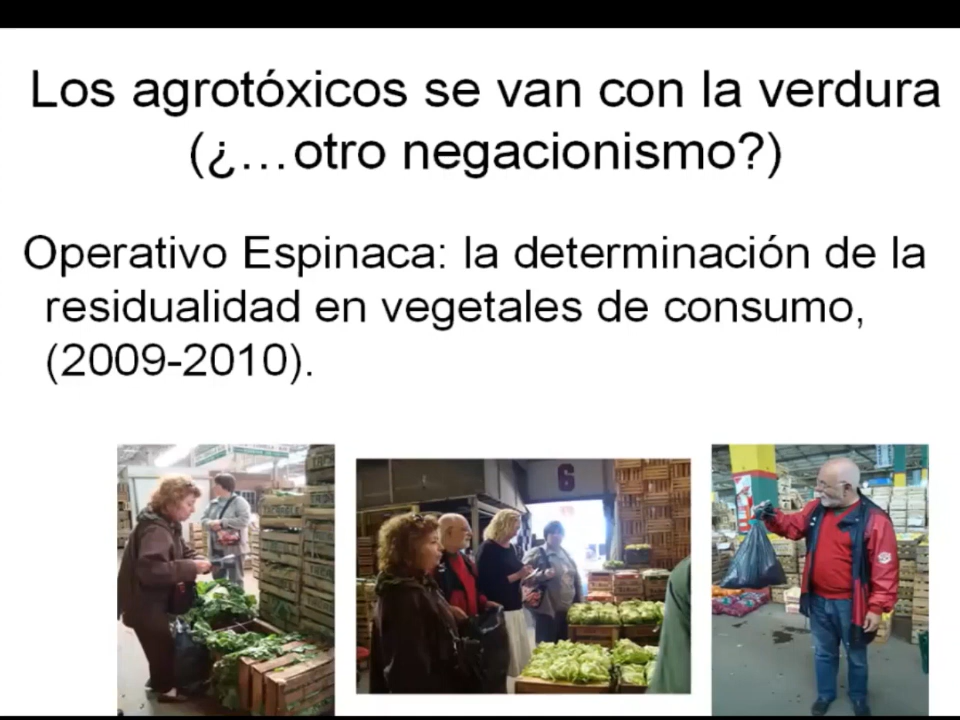 Los agrotóxicos se van con la verdura
(¿…otro negacionismo?)
Operativo Espinaca: la determinación de la
residualidad en vegetales de consumo,
(2009-2010).
6